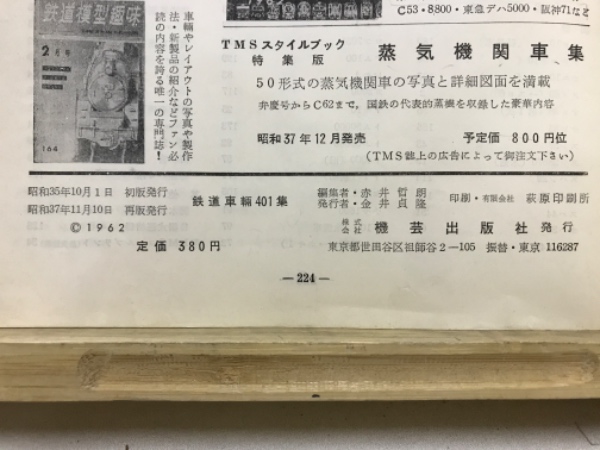 鉄道模型趣味
2月号
164
車輛やレイアウトの写真や製作
法・新製品の紹介などファン必
読の内容を誇る唯一の専門誌！
C53・8800・東急デハ5000・阪神71など
TMSスタイルブック
特集版
蒸気機関車集
50形式の蒸気機関車の写真と詳細図面を満載
弁慶号からC62まで。国鉄の代表的蒸機を収録した豪華内容
昭和37年12月発売
予定価 800円位
(TMS誌上の広告によって御注文下さい)
昭和35年10月1日 初版発行
昭和37年11月10日 再版発行
© 1962
定価 380円
鉄道車輛401集
編集者・赤井哲朗
発行者・金井貞隆
印刷・有限会社 萩原印刷所
株式会社 機芸出版社 発行
東京都世田谷区祖師谷2－105 振替・東京 116287
— 224 —